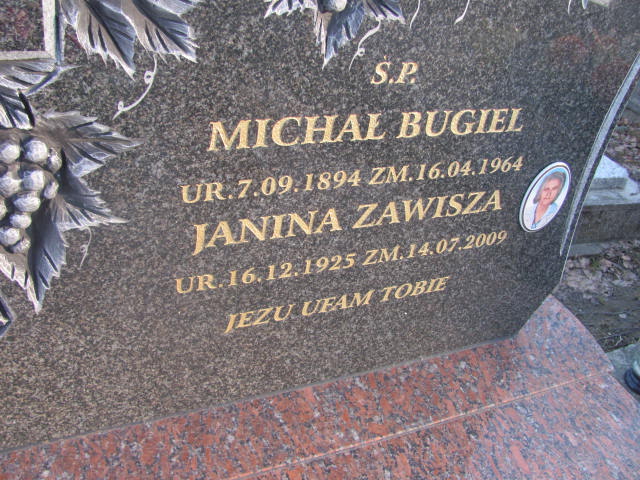 Ś.P.
MICHAŁ BUGIEL
UR.7.09.1894 ZM.16.04.1964
JANINA ZAWISZA
UR.16.12.1925 ZM.14.07.2009
JEZU UFAM TOBIE